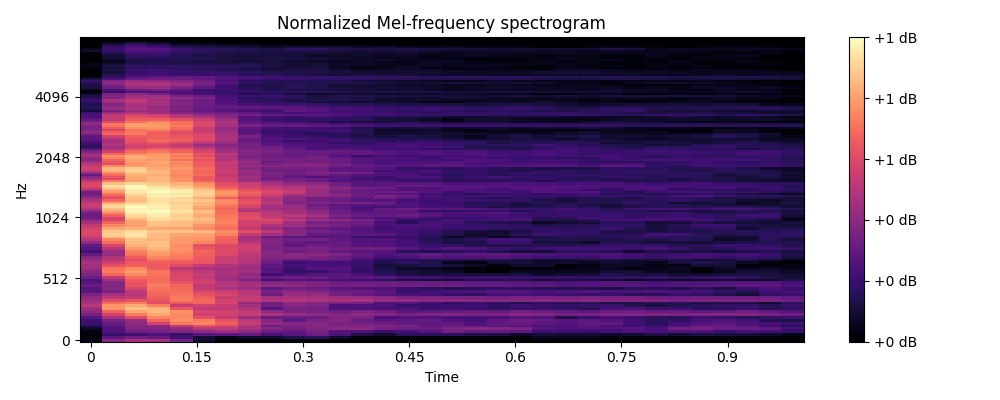 Normalized Mel-frequency spectrogram
Hz
4096
2048
1024
512
0
0 0.15 0.3 0.45 0.6 0.75 0.9
Time
+1 dB
+1 dB
+1 dB
+0 dB
+0 dB
+0 dB